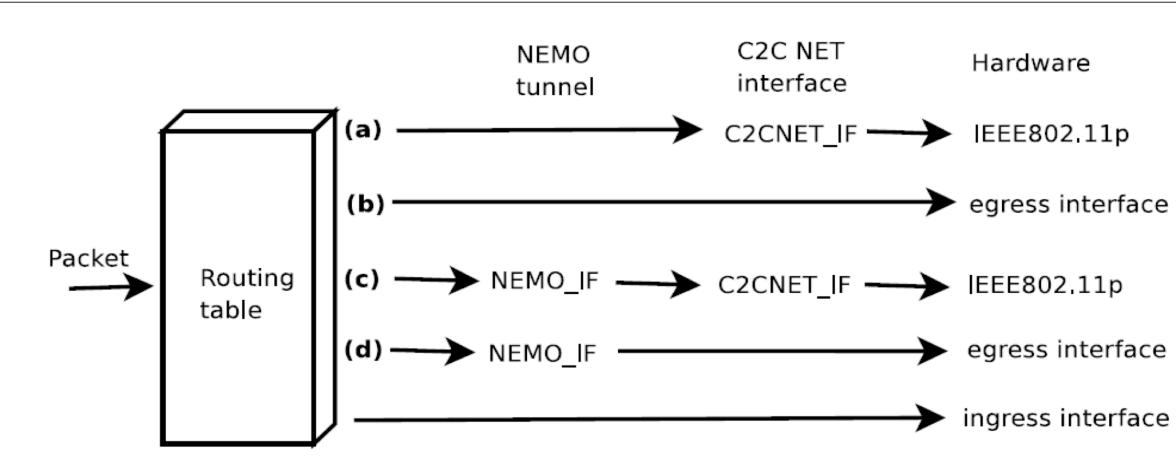 NEMO
tunnel
C2C NET
interface
Hardware
(a)
C2CNET_IF
IEEE802.11p
(b)
egress interface
Packet
Routing
table
(c)
NEMO_IF
C2CNET_IF
IEEE802.11p
(d)
NEMO_IF
egress interface
ingress interface